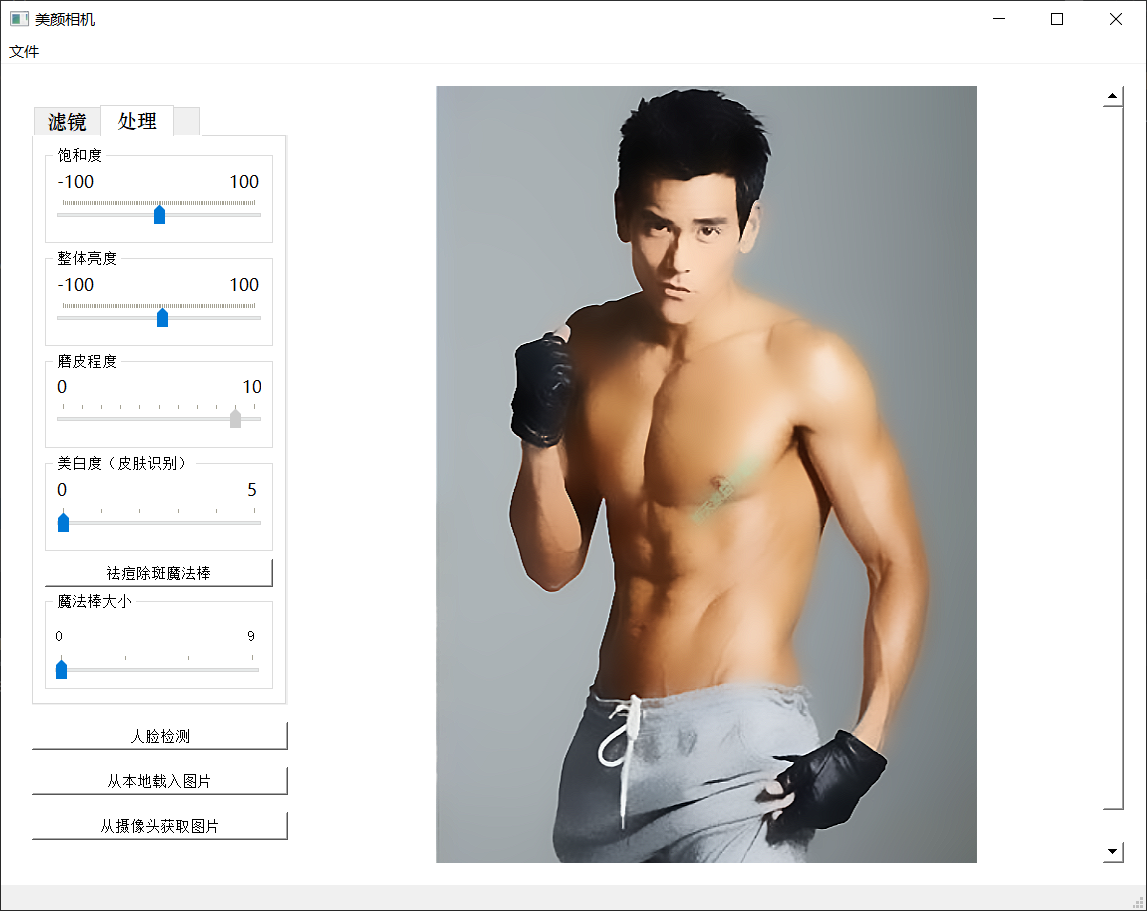 美颜相机
文件
滤镜 处理
饱和度
-100 100
整体亮度
-100 100
磨皮程度
0 10
美白度（皮肤识别）
0 5
祛痘除斑魔法棒
魔法棒大小
0 9
人脸检测
从本地载入图片
从摄像头获取图片